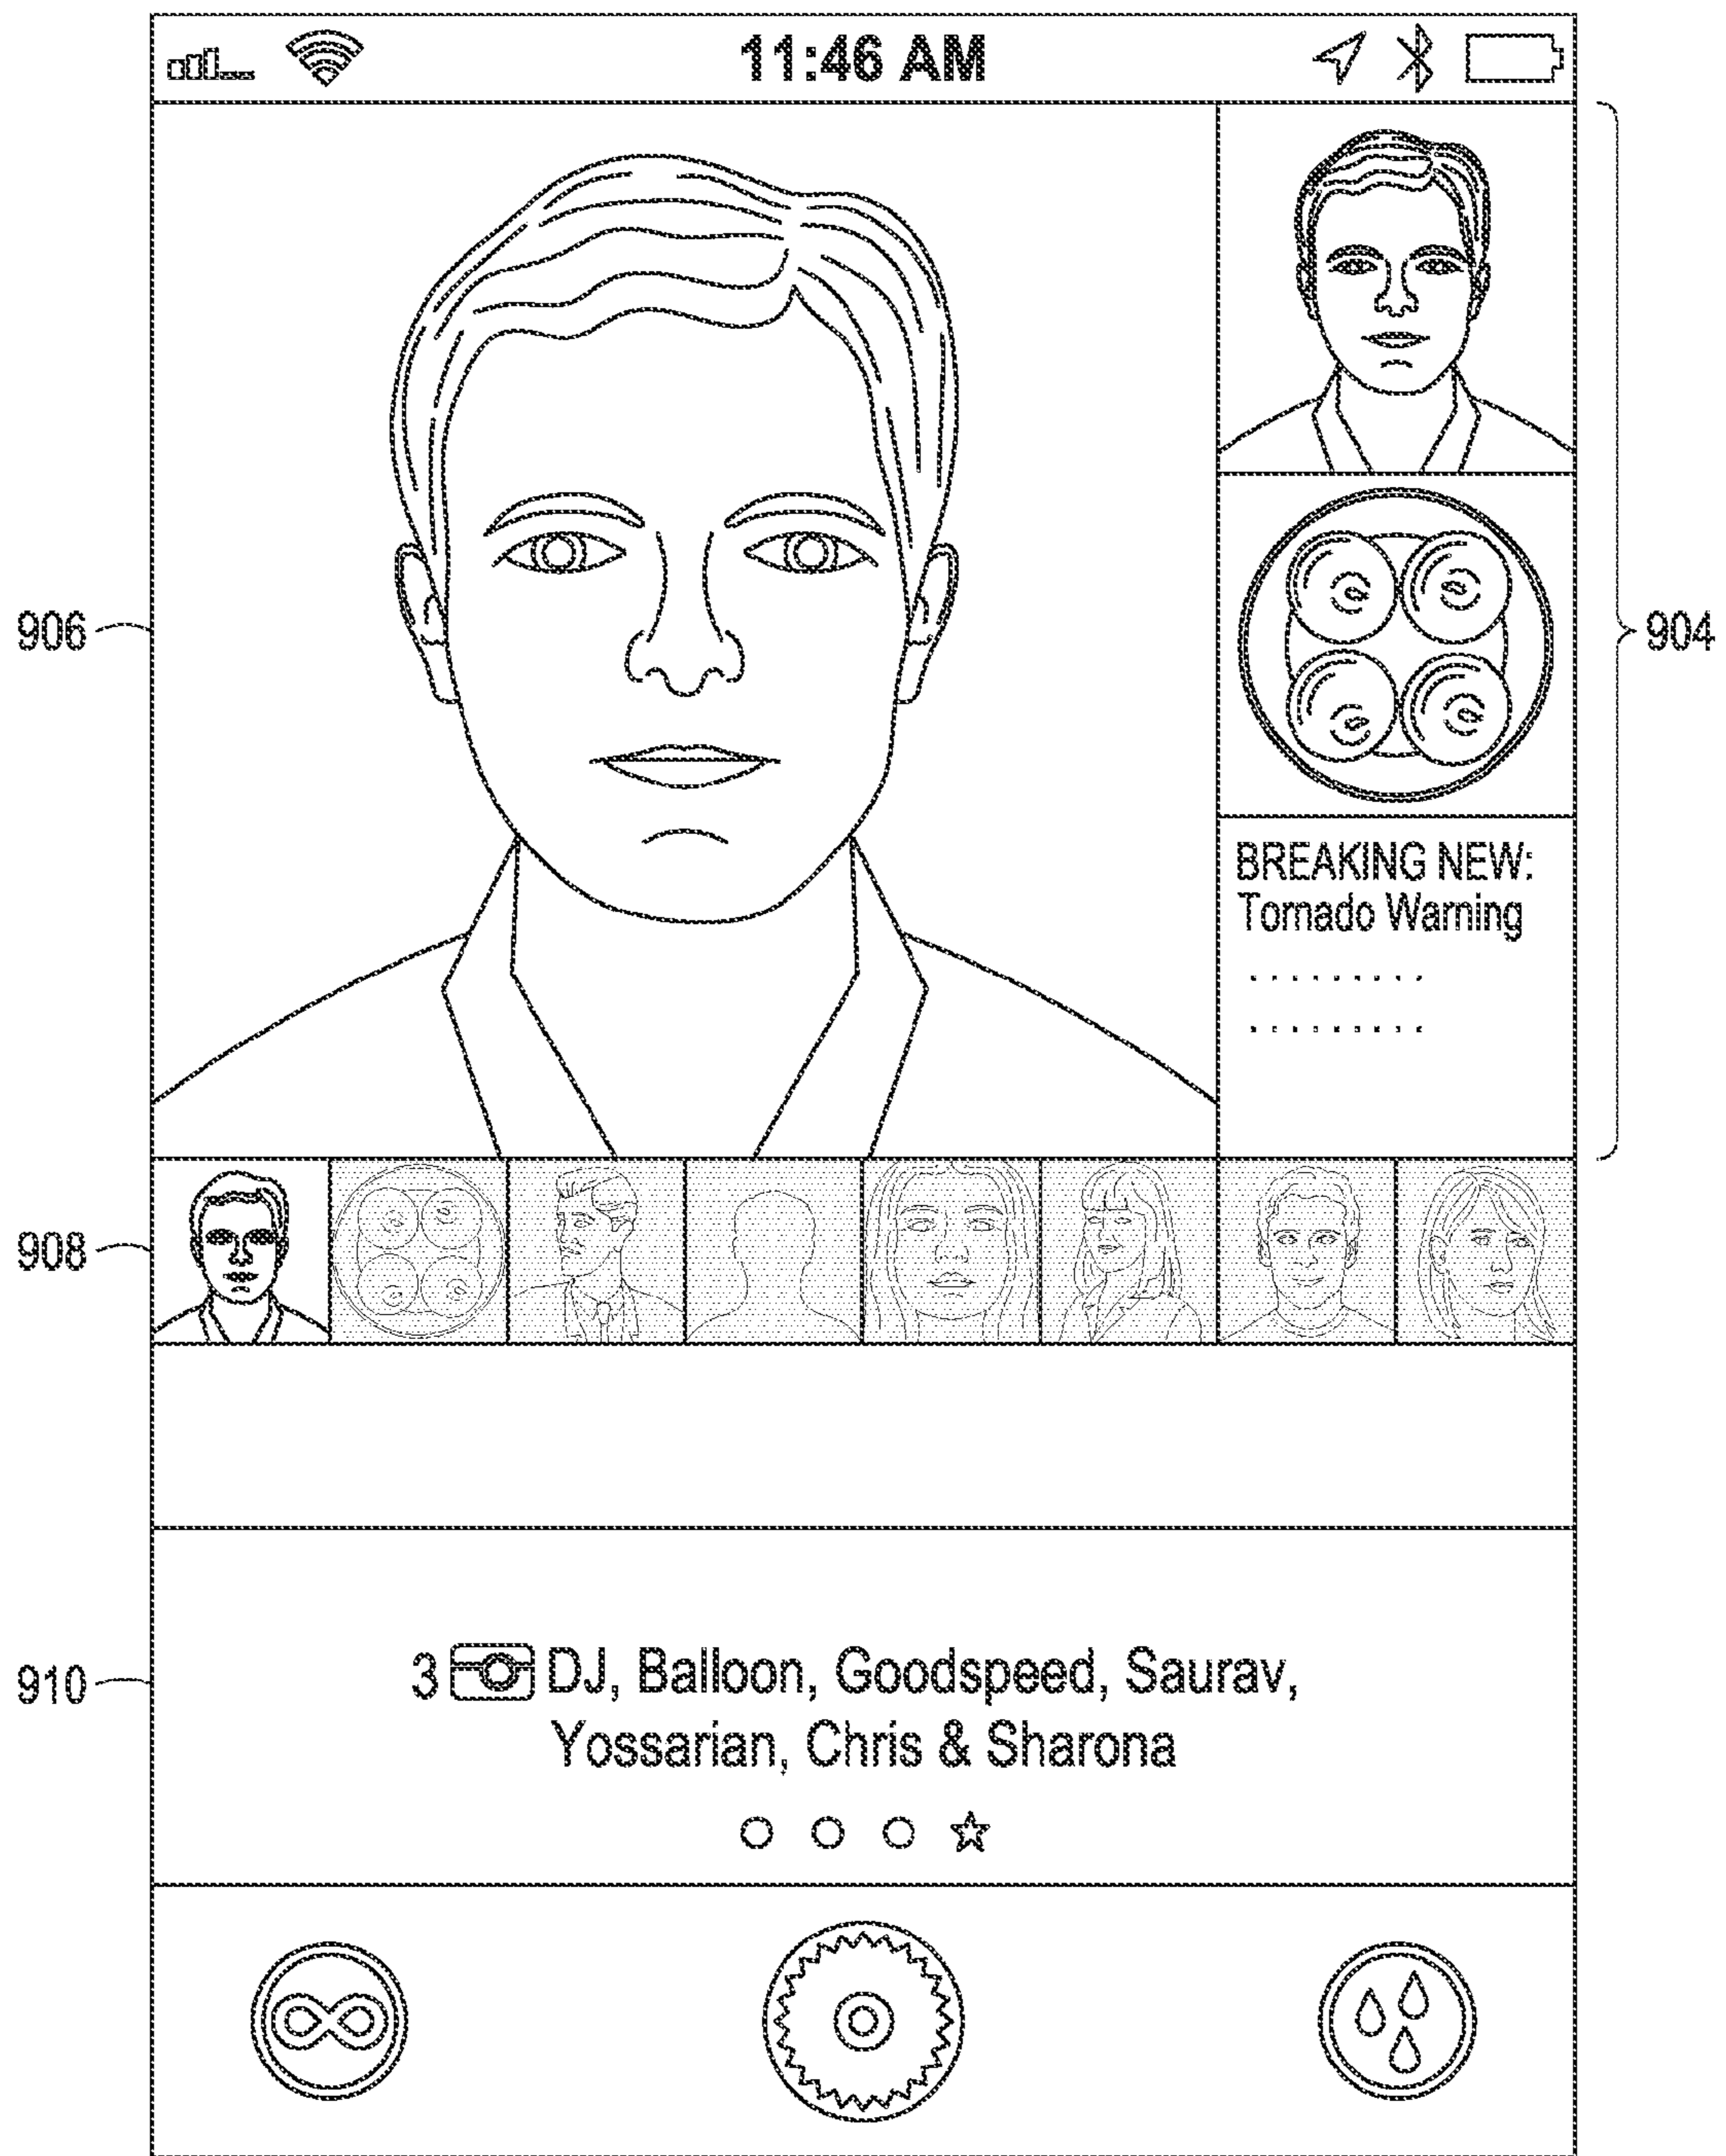 11:46 AM
906
904
BREAKING NEW:
Tornado Warning
908
910
3 DJ, Balloon, Goodspeed, Saurav,
Yossarian, Chris & Sharona